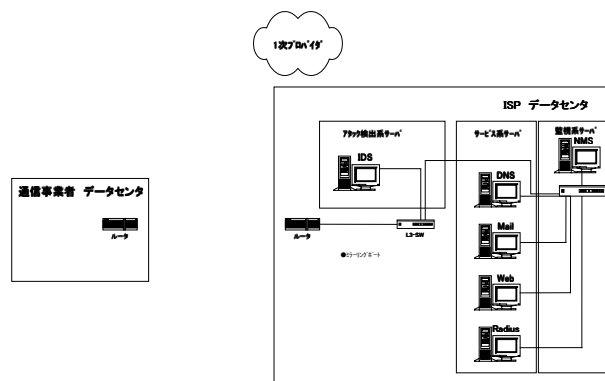 1次ﾌﾟﾛﾊﾞｲﾀﾞ
ISP データセンタ
ｱﾀｯｸ検出系ｻｰﾊﾞ
ｻｰﾋﾞｽ系ｻｰﾊﾞ
監視系ｻｰﾊﾞ
NMS
IDS
DNS
通信事業者 データセンタ
ルータ
ルータ
L3-SW
Mail
●ﾐﾗｰﾘﾝｸﾞﾎﾟｰﾄ
Web
Radius